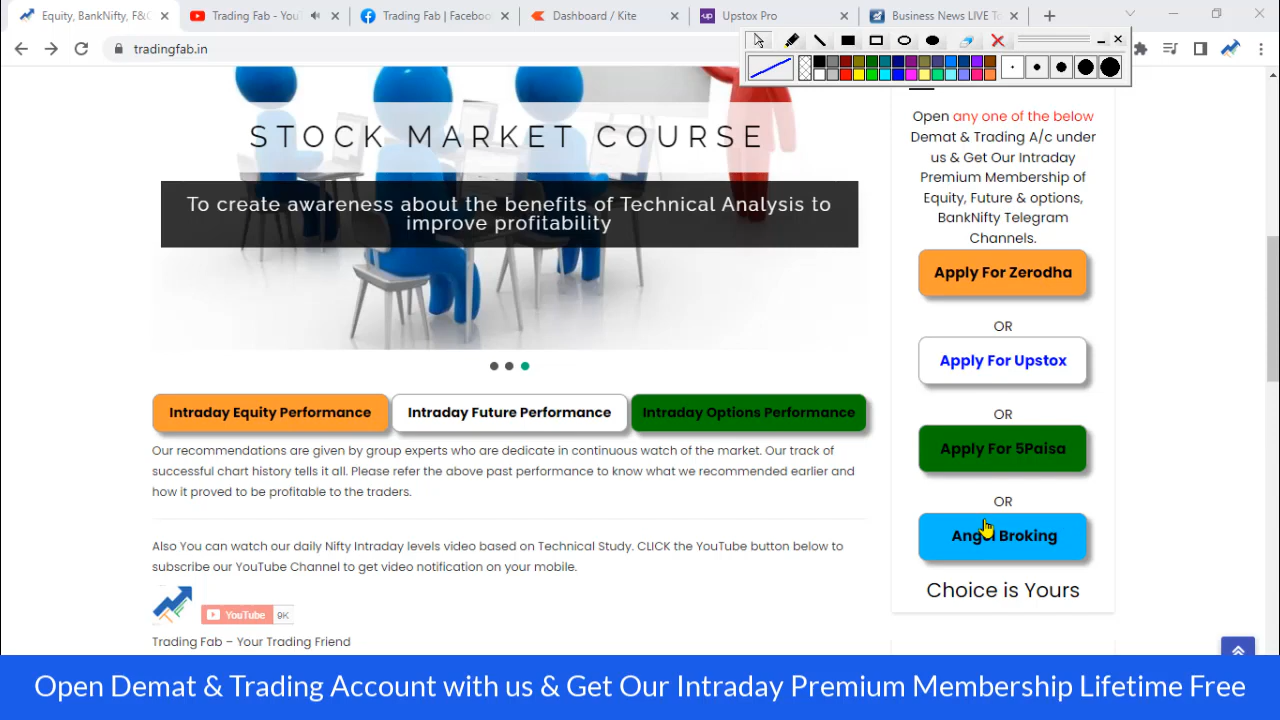 Equity, BankNifty, F&O
Trading Fab - You
Trading Fab | Facebook
Dashboard / Kite
Upstox Pro
Business News LIVE To
tradingfab.in
STOCK MARKET COURSE
To create awareness about the benefits of Technical Analysis to
improve profitability
Intraday Equity Performance
Intraday Future Performance
Intraday Options Performance
Our recommendations are given by group experts who are dedicate in continuous watch of the market. Our track of
successful chart history tells it all. Please refer the above past performance to know what we recommended earlier and
how it proved to be profitable to the traders.
Also You can watch our daily Nifty Intraday levels video based on Technical Study. CLICK the YouTube button below to
subscribe our YouTube Channel to get video notification on your mobile.
YouTube 9K
Trading Fab – Your Trading Friend
Open any one of the below
Demat & Trading A/c under
us & Get Our Intraday
Premium Membership of
Equity, Future & options,
BankNifty Telegram
Channels.
Apply For Zerodha
OR
Apply For Upstox
OR
Apply For 5Paisa
OR
Angel Broking
Choice is Yours
Open Demat & Trading Account with us & Get Our Intraday Premium Membership Lifetime Free